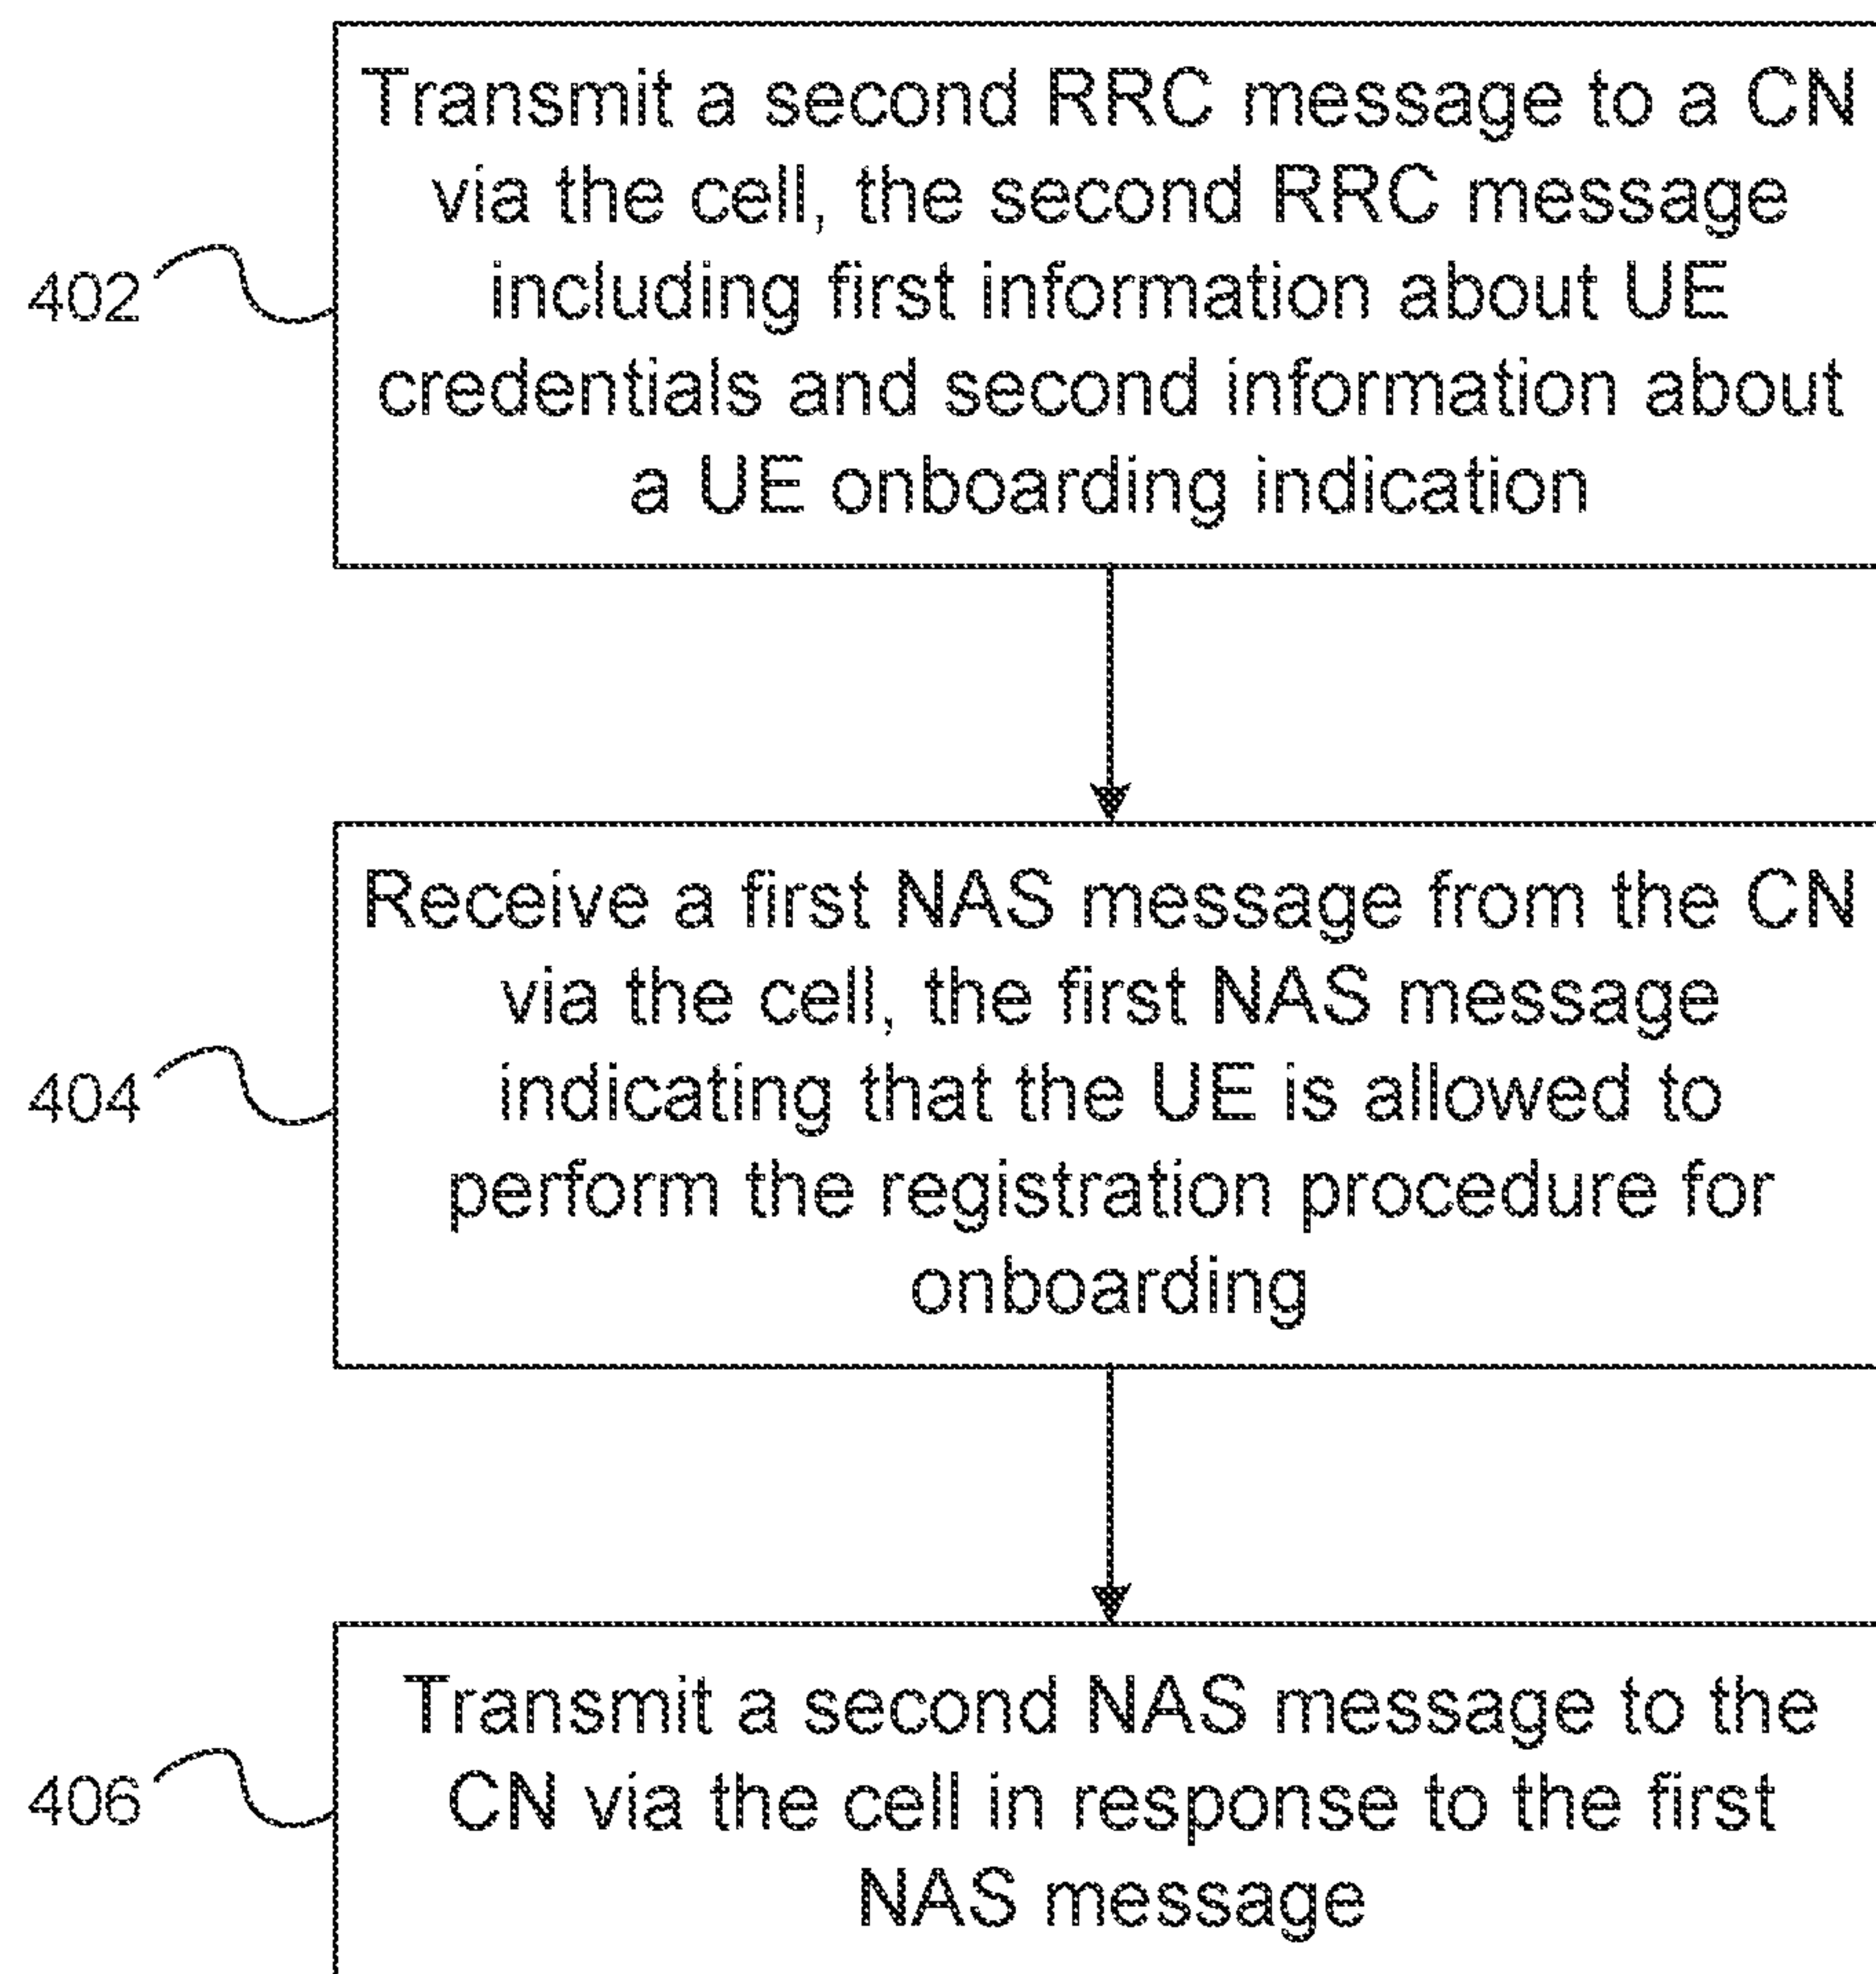 Transmit a second RRC message to a CN
via the cell, the second RRC message
including first information about UE
credentials and second information about
a UE onboarding indication
402
Receive a first NAS message from the CN
via the cell, the first NAS message
indicating that the UE is allowed to
perform the registration procedure for
onboarding
404
Transmit a second NAS message to the
CN via the cell in response to the first
NAS message
406